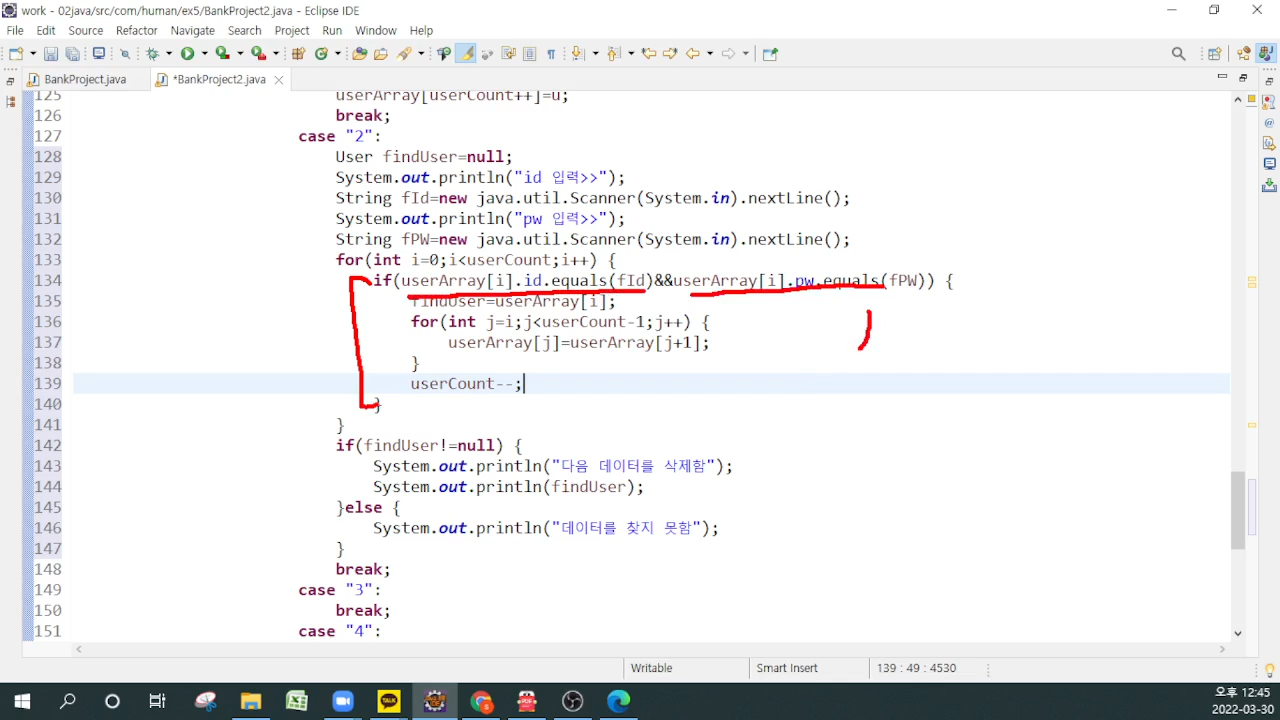 work - 02java/src/com/human/ex5/BankProject2.java - Eclipse IDE
File Edit Source Refactor Navigate Search Project Run Window Help
BankProject.java *BankProject2.java
125 userArray[userCount++]=u;
126 break;
127 case "2":
128 User findUser=null;
129 System.out.println("id 입력>>");
130 String fId=new java.util.Scanner(System.in).nextLine();
131 System.out.println("pw 입력>>");
132 String fPW=new java.util.Scanner(System.in).nextLine();
133 for(int i=0;i<userCount;i++) {
134 if(userArray[i].id.equals(fId)&&userArray[i].pw.equals(fPW)) {
135 findUser=userArray[i];
136 for(int j=i;j<userCount-1;j++) {
137 userArray[j]=userArray[j+1];
138 }
139 userCount--;
140 }
141 }
142 if(findUser!=null) {
143 System.out.println("다음 데이터를 삭제함");
144 System.out.println(findUser);
145 }else {
146 System.out.println("데이터를 찾지 못함");
147 }
148 break;
149 case "3":
150 break;
151 case "4":
Writable Smart Insert 139 : 49 : 4530
TALK
PDF
오후 12:45
2022-03-30